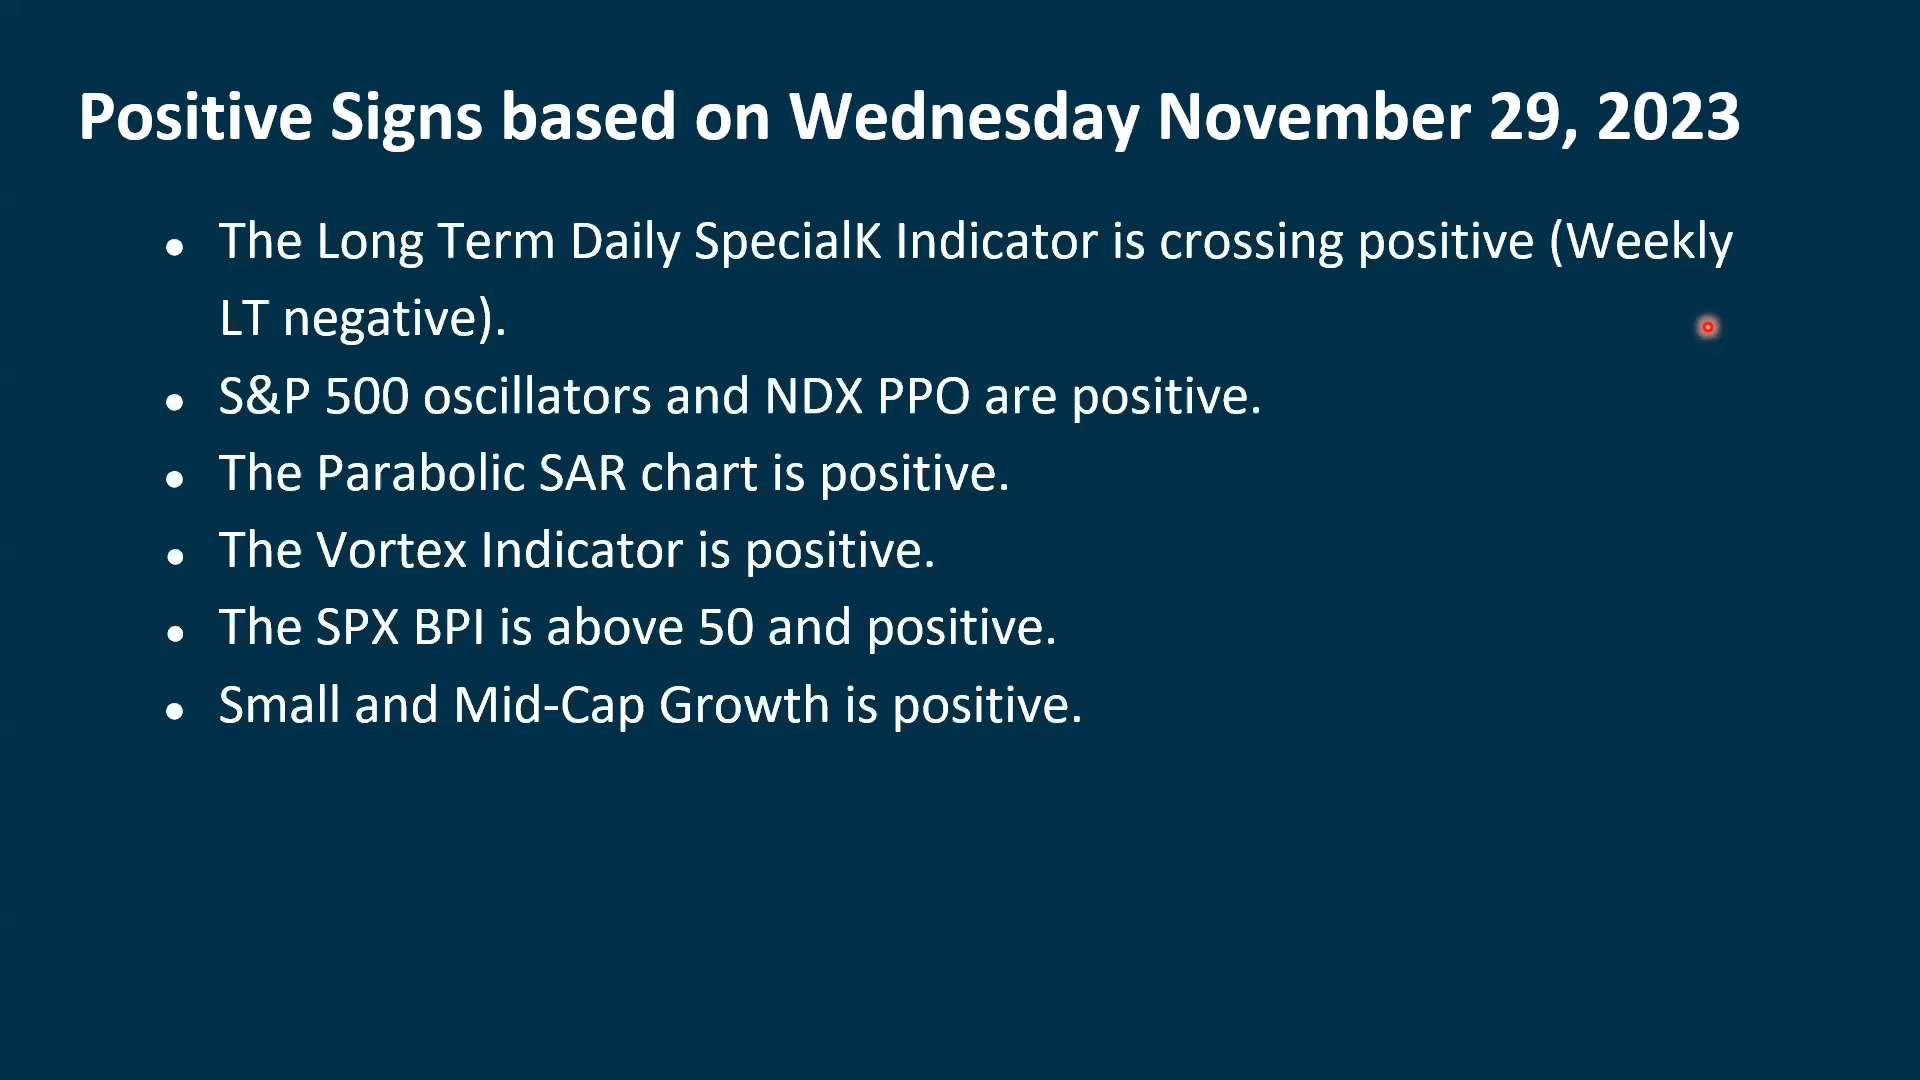 Positive Signs based on Wednesday November 29, 2023
• The Long Term Daily SpecialK Indicator is crossing positive (Weekly
LT negative).
• S&P 500 oscillators and NDX PPO are positive.
• The Parabolic SAR chart is positive.
• The Vortex Indicator is positive.
• The SPX BPI is above 50 and positive.
• Small and Mid-Cap Growth is positive.